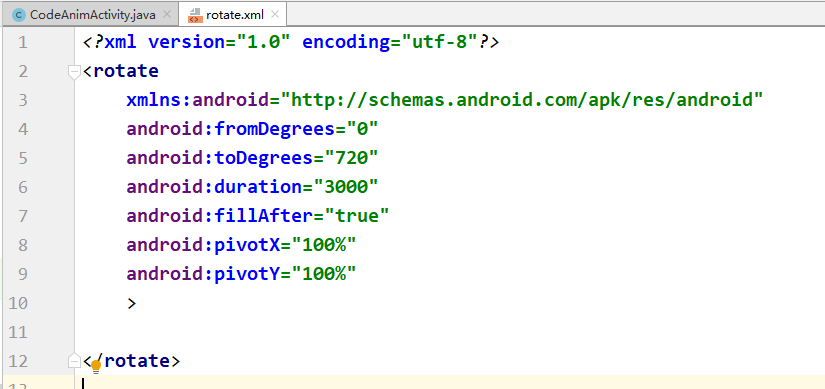 CodeAnimActivity.java
rotate.xml
1 <?xml version="1.0" encoding="utf-8"?>
2 <rotate
3 xmlns:android="http://schemas.android.com/apk/res/android"
4 android:fromDegrees="0"
5 android:toDegrees="720"
6 android:duration="3000"
7 android:fillAfter="true"
8 android:pivotX="100%"
9 android:pivotY="100%"
10 >
11
12 </rotate>
13